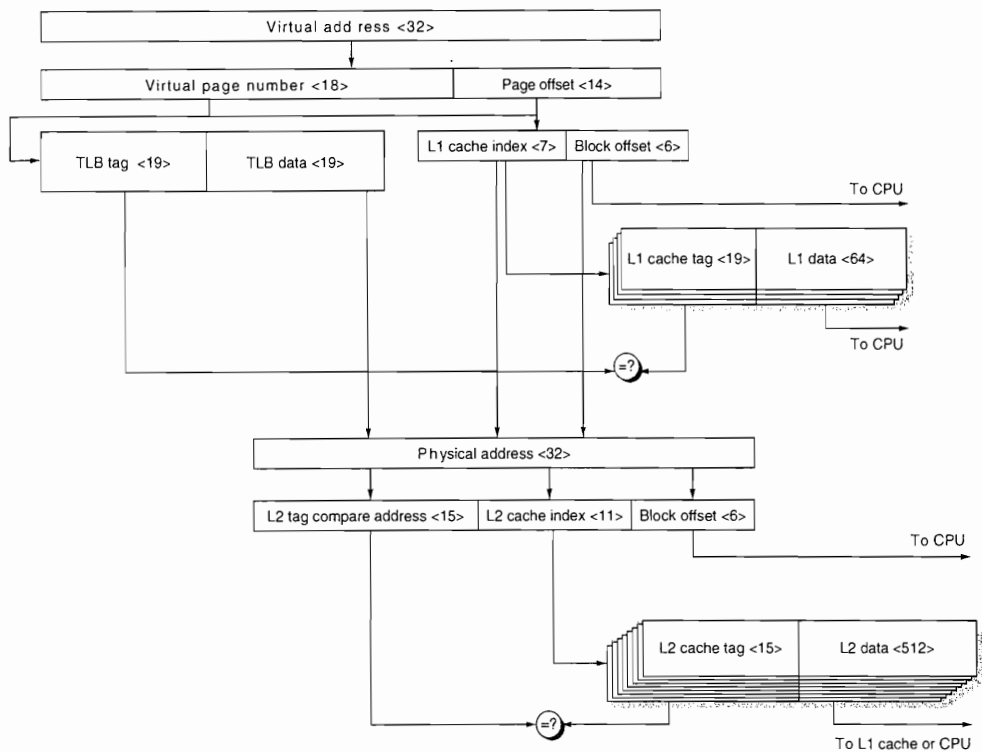 Virtual add ress <32>
Virtual page number <18> Page offset <14>
TLB tag <19> TLB data <19>
L1 cache index <7> Block offset <6>
To CPU
L1 cache tag <19> L1 data <64>
To CPU
=?
Physical address <32>
L2 tag compare address <15> L2 cache index <11> Block offset <6>
To CPU
L2 cache tag <15> L2 data <512>
=?
To L1 cache or CPU